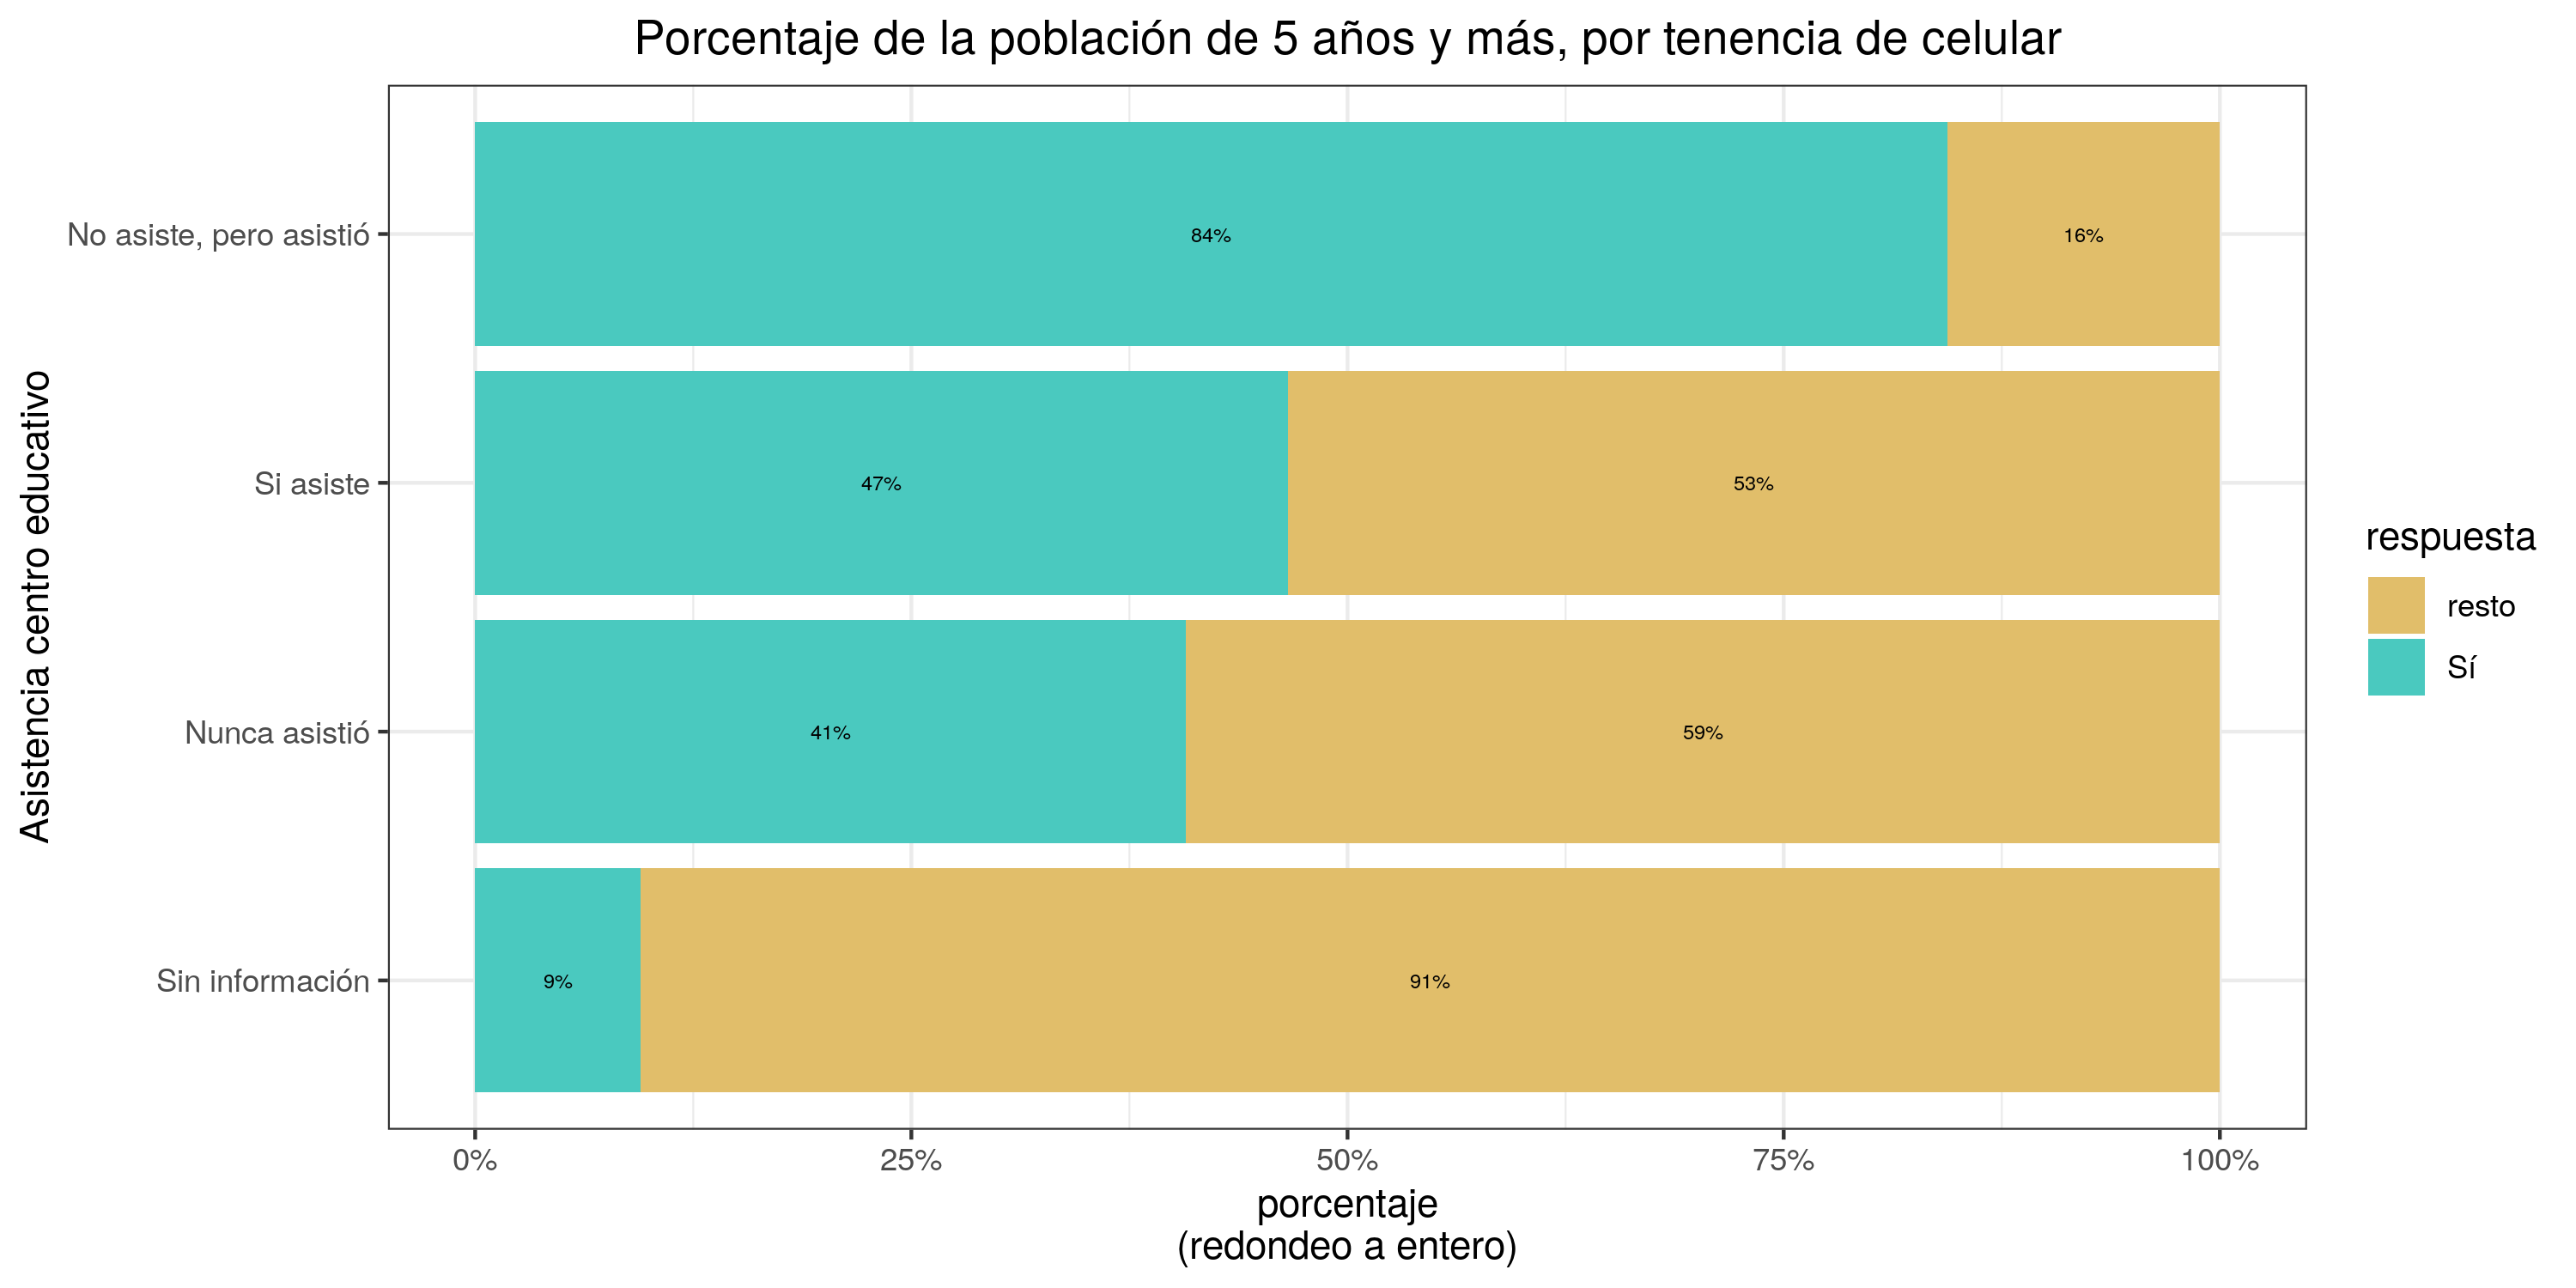 Porcentaje de la población de 5 años y más, por tenencia de celular
Asistencia centro educativo
No asiste, pero asistió
84%
16%
Si asiste
47%
53%
Nunca asistió
41%
59%
Sin información
9%
91%
0%
25%
50%
75%
100%
porcentaje
(redondeo a entero)
respuesta
resto
Sí